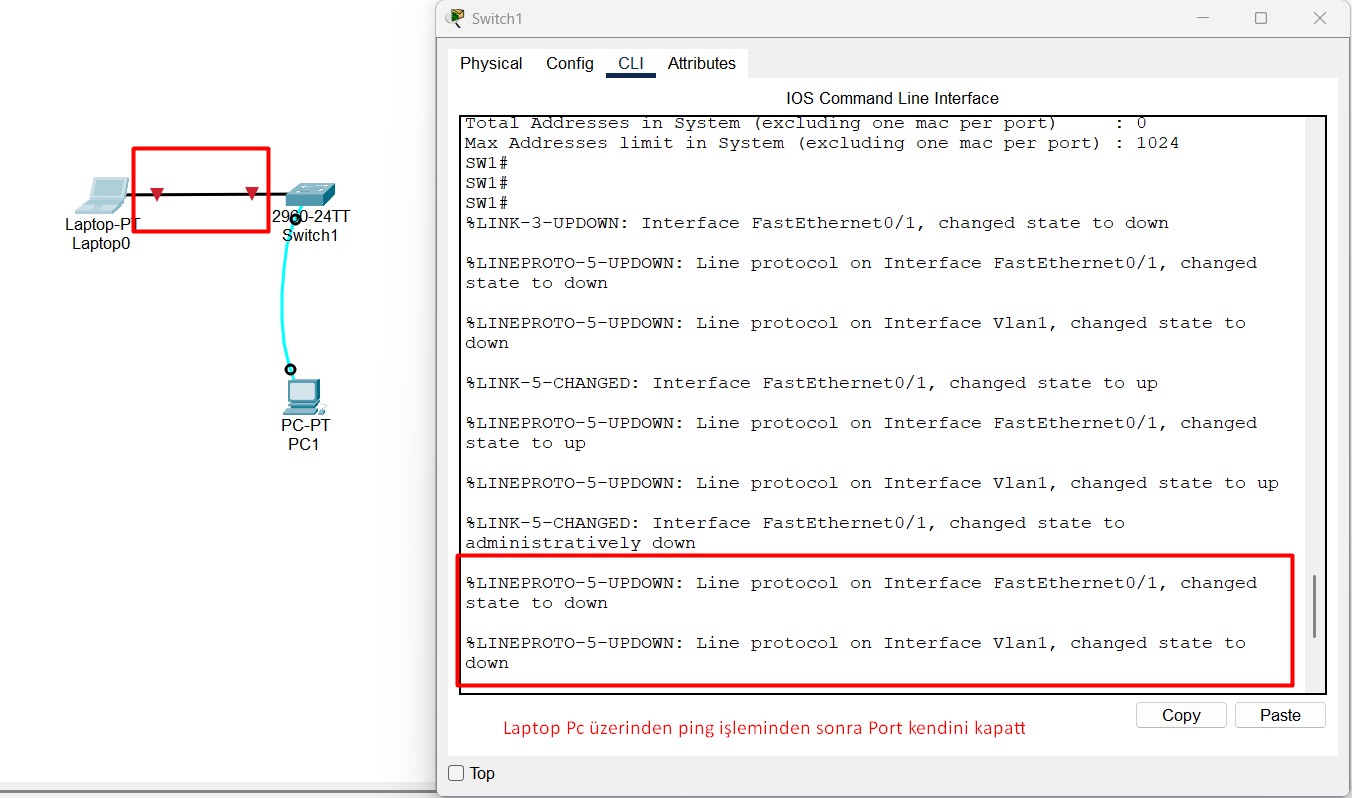 Switch1
Physical Config CLI Attributes
IOS Command Line Interface
Total Addresses in System (excluding one mac per port) : 0
Max Addresses limit in System (excluding one mac per port) : 1024
SW1#
SW1#
SW1#
%LINK-3-UPDOWN: Interface FastEthernet0/1, changed state to down
%LINEPROTO-5-UPDOWN: Line protocol on Interface FastEthernet0/1, changed
state to down
%LINEPROTO-5-UPDOWN: Line protocol on Interface Vlan1, changed state to
down
%LINK-5-CHANGED: Interface FastEthernet0/1, changed state to up
%LINEPROTO-5-UPDOWN: Line protocol on Interface FastEthernet0/1, changed
state to up
%LINEPROTO-5-UPDOWN: Line protocol on Interface Vlan1, changed state to up
%LINK-5-CHANGED: Interface FastEthernet0/1, changed state to
administratively down
%LINEPROTO-5-UPDOWN: Line protocol on Interface FastEthernet0/1, changed
state to down
%LINEPROTO-5-UPDOWN: Line protocol on Interface Vlan1, changed state to
down
Copy Paste
Laptop Pc üzerinden ping işleminden sonra Port kendini kapatt
Top
Laptop-PT
Laptop0
2960-24TT
Switch1
PC-PT
PC1